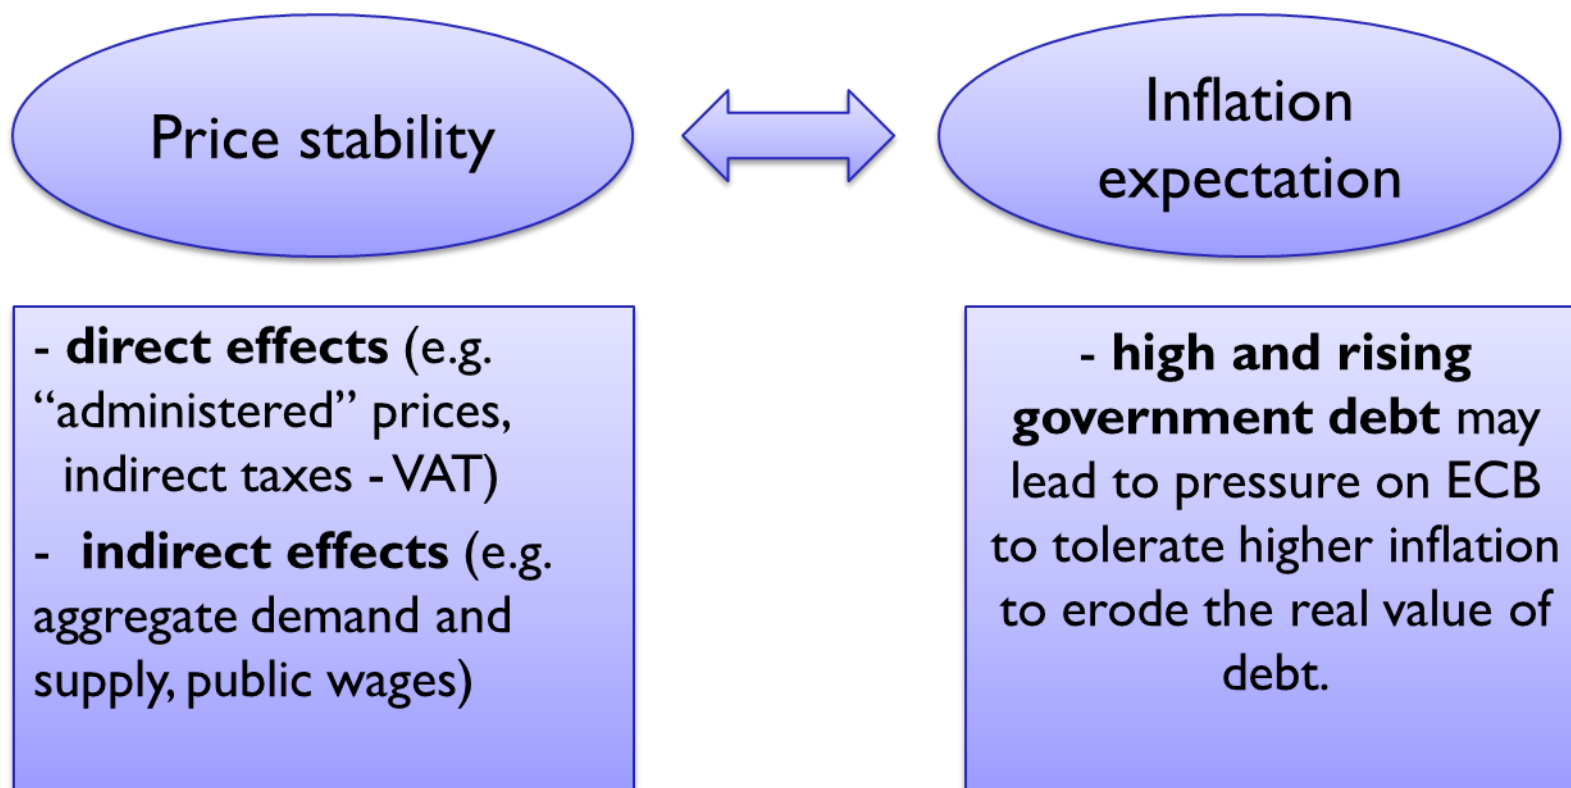 Price stability
Inflation
expectation
- direct effects (e.g.
“administered” prices,
indirect taxes - VAT)
- indirect effects (e.g.
aggregate demand and
supply, public wages)
- high and rising
government debt may
lead to pressure on ECB
to tolerate higher inflation
to erode the real value of
debt.